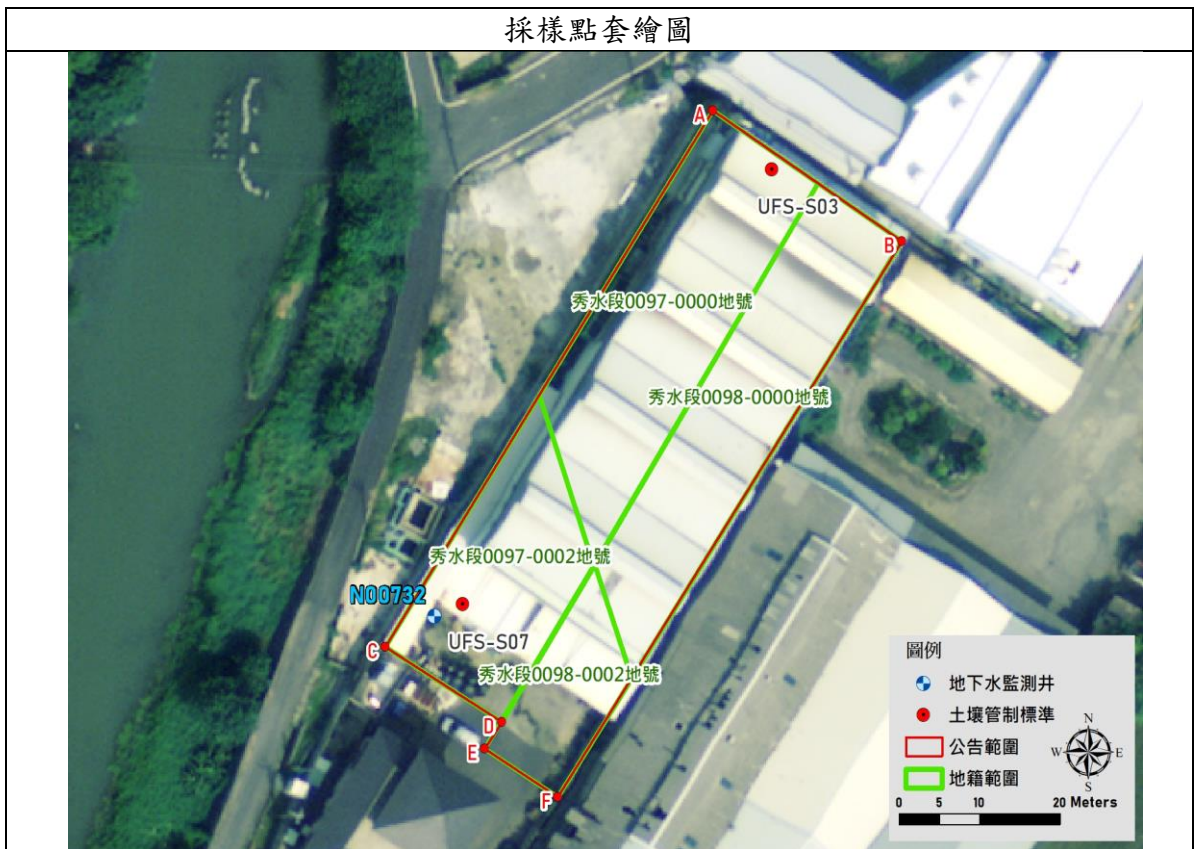 採樣點套繪圖
A
UFS-S03
B
秀水段0097-0000地號
秀水段0098-0000地號
秀水段0097-0002地號
N00732
UFS-S07
C
秀水段0098-0002地號
D
E
F
圖例
地下水監測井
土壤管制標準
公告範圍
地籍範圍
N
W
E
S
0 5 10 20 Meters